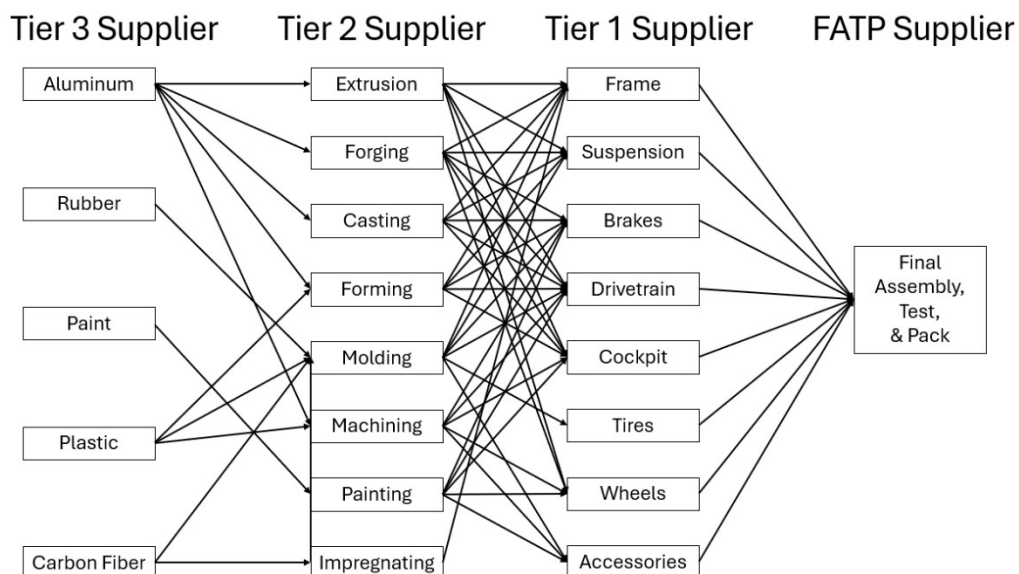 Tier 3 Supplier
Tier 2 Supplier
Tier 1 Supplier
FATP Supplier
Aluminum
Rubber
Paint
Plastic
Carbon Fiber
Extrusion
Forging
Casting
Forming
Molding
Machining
Painting
Impregnating
Frame
Suspension
Brakes
Drivetrain
Cockpit
Tires
Wheels
Accessories
Final
Assembly,
Test,
& Pack